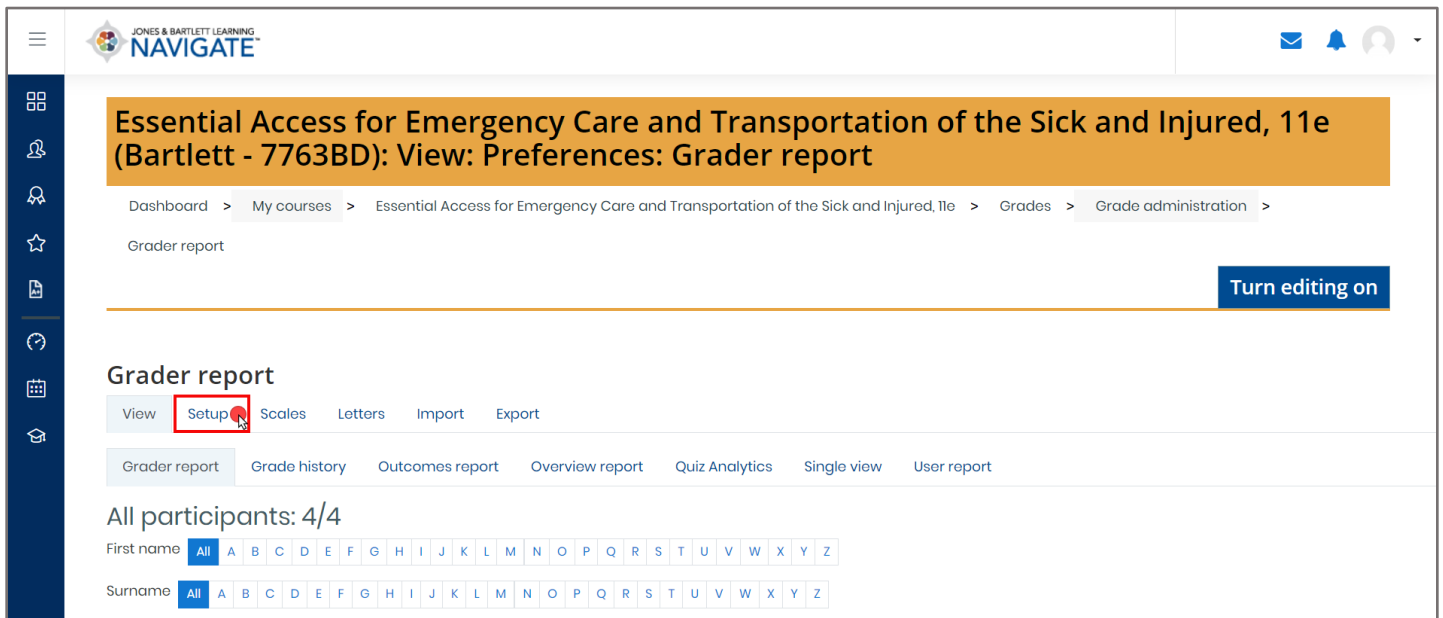 JONES & BARTLETT LEARNING
NAVIGATE™
Essential Access for Emergency Care and Transportation of the Sick and Injured, 11e
(Bartlett - 7763BD): View: Preferences: Grader report
Dashboard > My courses > Essential Access for Emergency Care and Transportation of the Sick and Injured, 11e > Grades > Grade administration >
Grader report
Turn editing on
Grader report
View Setup Scales Letters Import Export
Grader report Grade history Outcomes report Overview report Quiz Analytics Single view User report
All participants: 4/4
First name All A B C D E F G H I J K L M N O P Q R S T U V W X Y Z
Surname All A B C D E F G H I J K L M N O P Q R S T U V W X Y Z